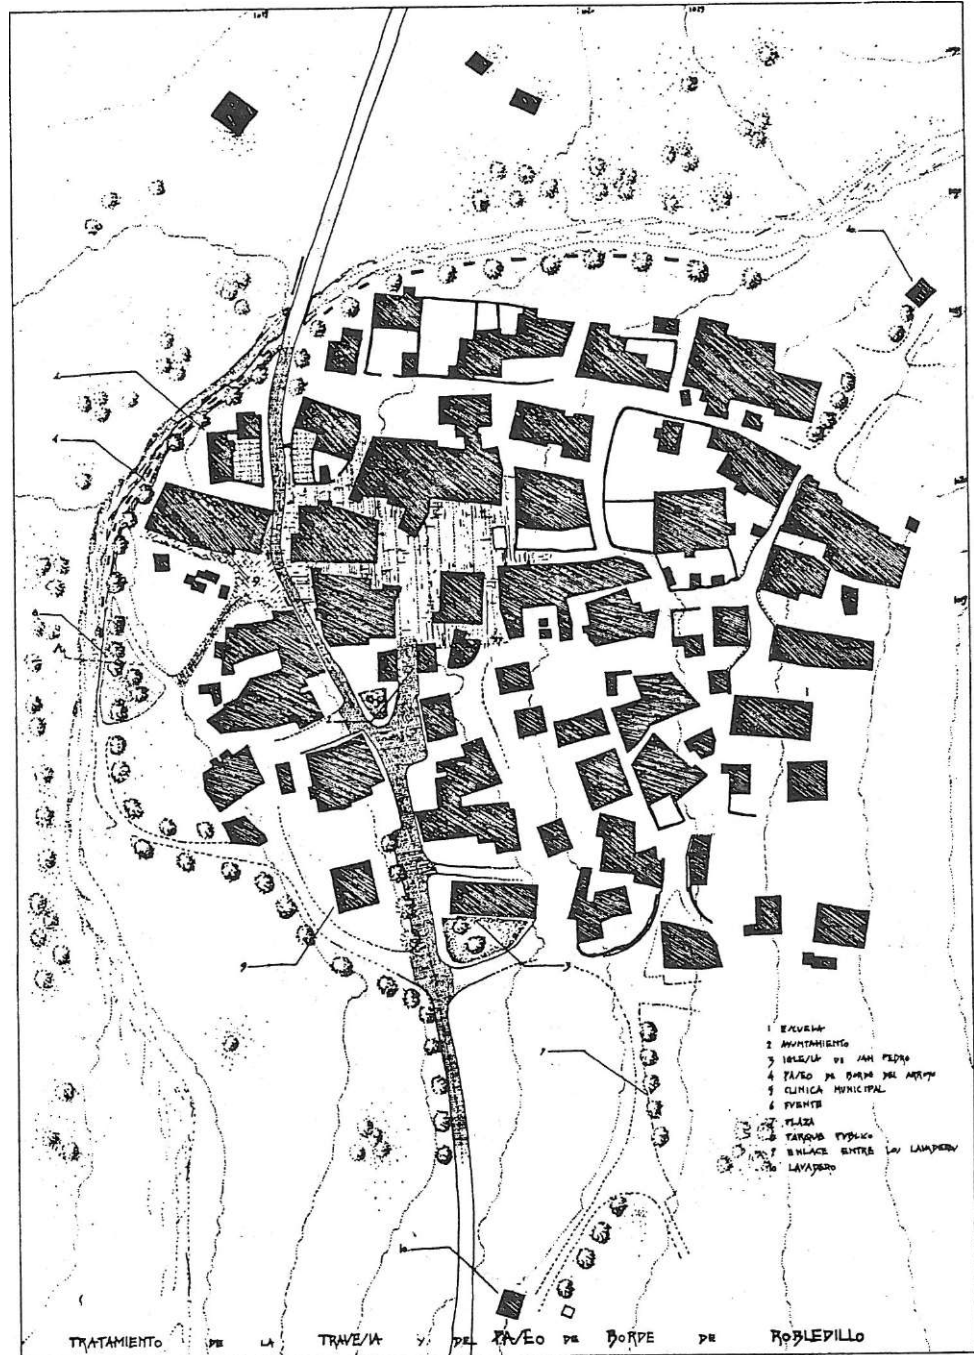 1 ESCUELA
2 AYUNTAMIENTO
3 IGLESIA DE SAN PEDRO
4 PASEO DE BORDE DEL ARROYO
5 CLINICA MUNICIPAL
6 FUENTE
7 PLAZA
8 PARQUE PUBLICO
9 ENLACE ENTRE LOS LAVADEROS
10 LAVADERO
TRATAMIENTO DE LA TRAVESIA Y DEL PASEO DE BORDE DE ROBLEDILLO